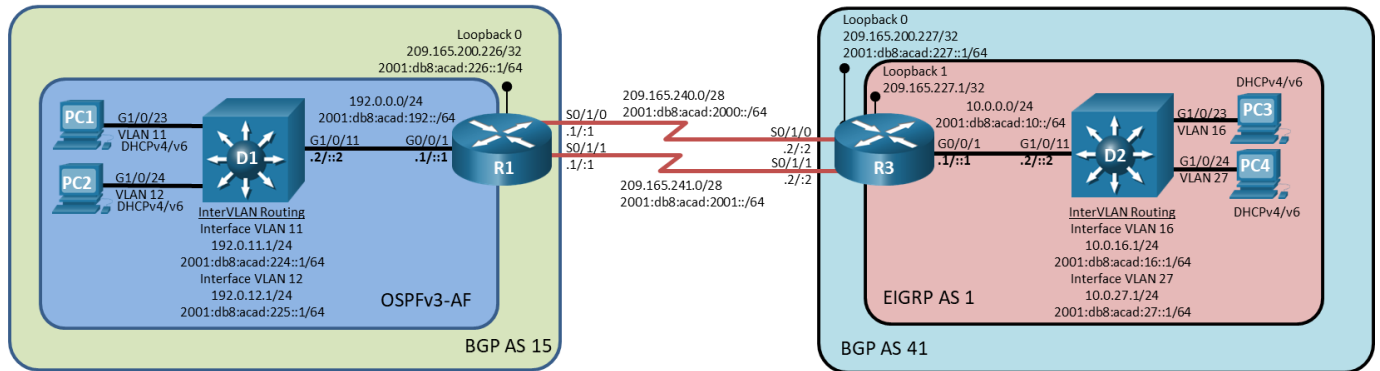 Loopback 0
209.165.200.226/32
2001:db8:acad:226::1/64
PC1
G1/0/23
VLAN 11
DHCPv4/v6
PC2
G1/0/24
VLAN 12
DHCPv4/v6
D1
G1/0/11
.2/::2
192.0.0.0/24
2001:db8:acad:192::/64
G0/0/1
.1/::1
R1
InterVLAN Routing
Interface VLAN 11
192.0.11.1/24
2001:db8:acad:224::1/64
Interface VLAN 12
192.0.12.1/24
2001:db8:acad:225::1/64
OSPFv3-AF
BGP AS 15
S0/1/0
.1/:1
S0/1/1
.1/:1
209.165.240.0/28
2001:db8:acad:2000::/64
209.165.241.0/28
2001:db8:acad:2001::/64
S0/1/0
.2/:2
S0/1/1
.2/:2
Loopback 0
209.165.200.227/32
2001:db8:acad:227::1/64
Loopback 1
209.165.227.1/32
R3
10.0.0.0/24
2001:db8:acad:10::/64
G0/0/1
.1/::1
G1/0/11
.2/::2
D2
DHCPv4/v6
G1/0/23
VLAN 16
PC3
G1/0/24
VLAN 27
PC4
DHCPv4/v6
InterVLAN Routing
Interface VLAN 16
10.0.16.1/24
2001:db8:acad:16::1/64
Interface VLAN 27
10.0.27.1/24
2001:db8:acad:27::1/64
EIGRP AS 1
BGP AS 41